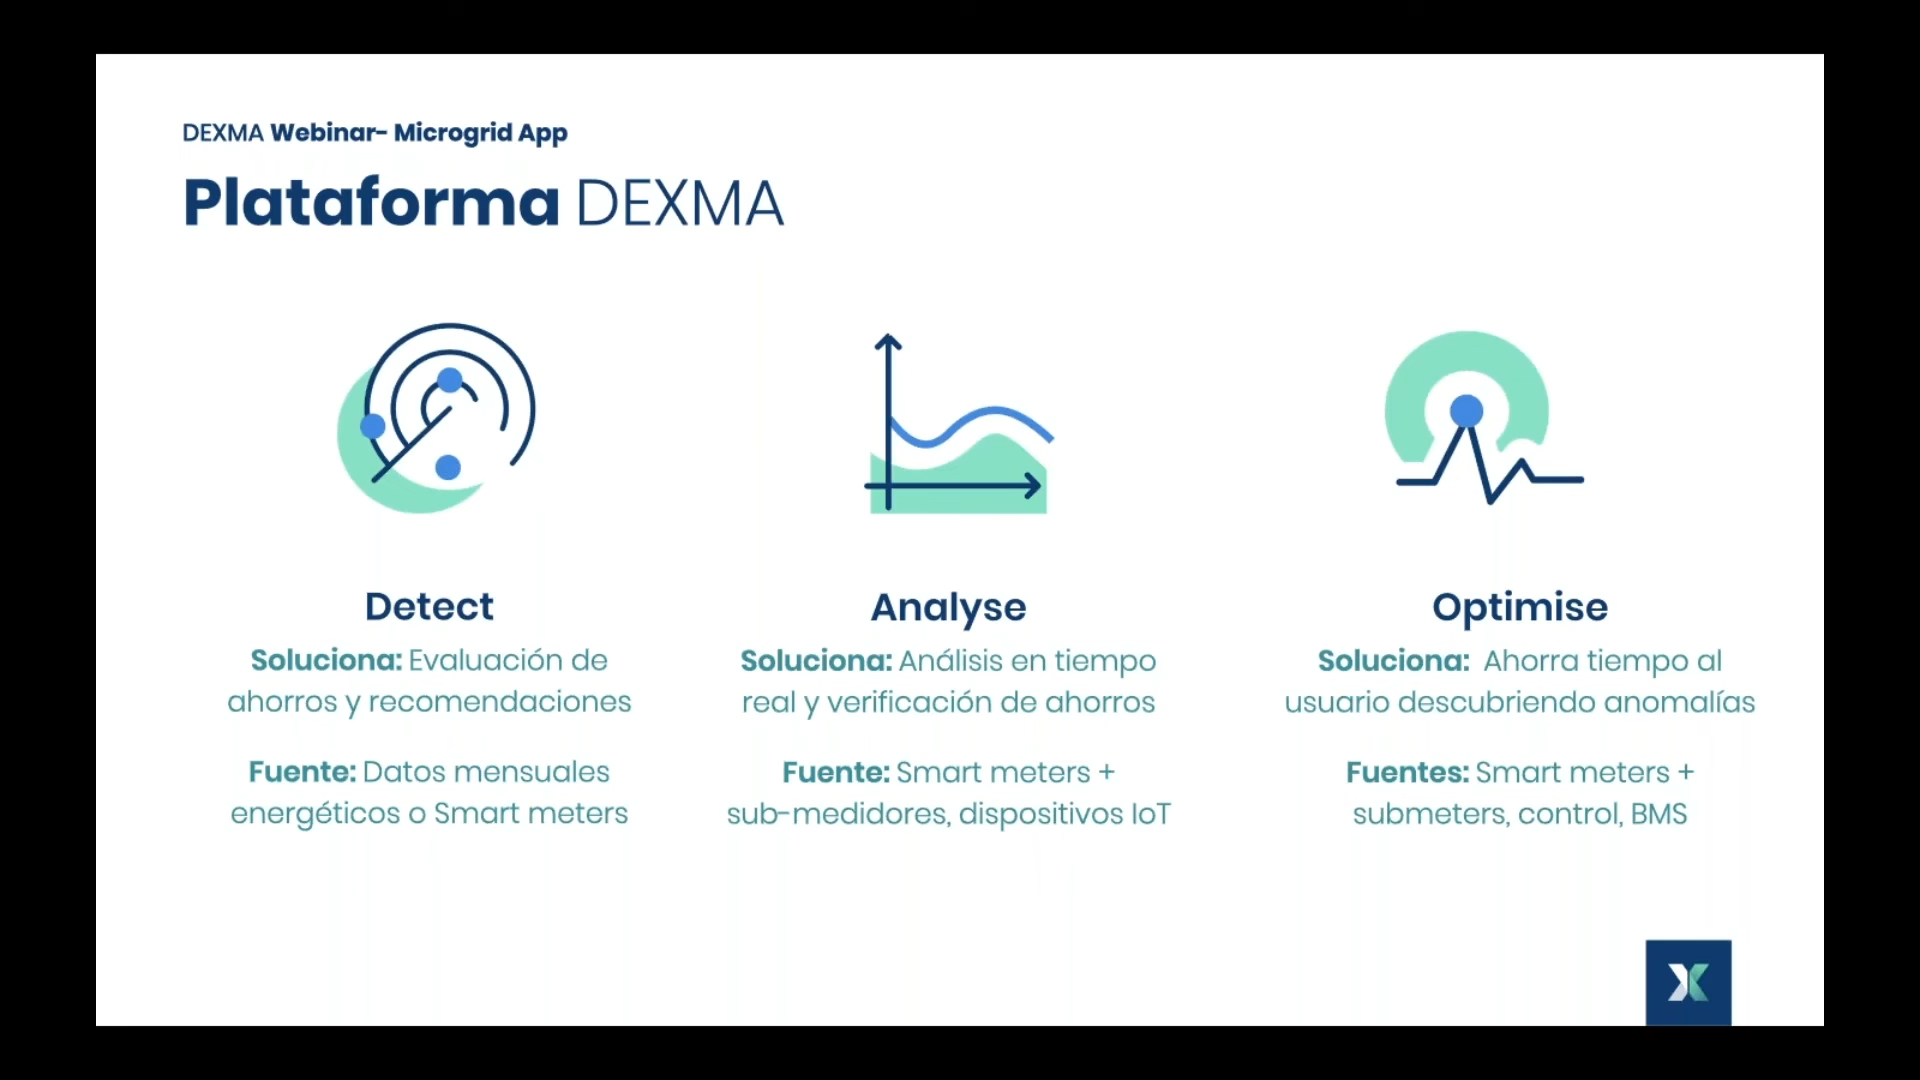 DEXMA Webinar- Microgrid App
Plataforma DEXMA
Detect
Soluciona: Evaluación de
ahorros y recomendaciones
Fuente: Datos mensuales
energéticos o Smart meters
Analyse
Soluciona: Análisis en tiempo
real y verificación de ahorros
Fuente: Smart meters +
sub-medidores, dispositivos IoT
Optimise
Soluciona: Ahorra tiempo al
usuario descubriendo anomalías
Fuentes: Smart meters +
submeters, control, BMS